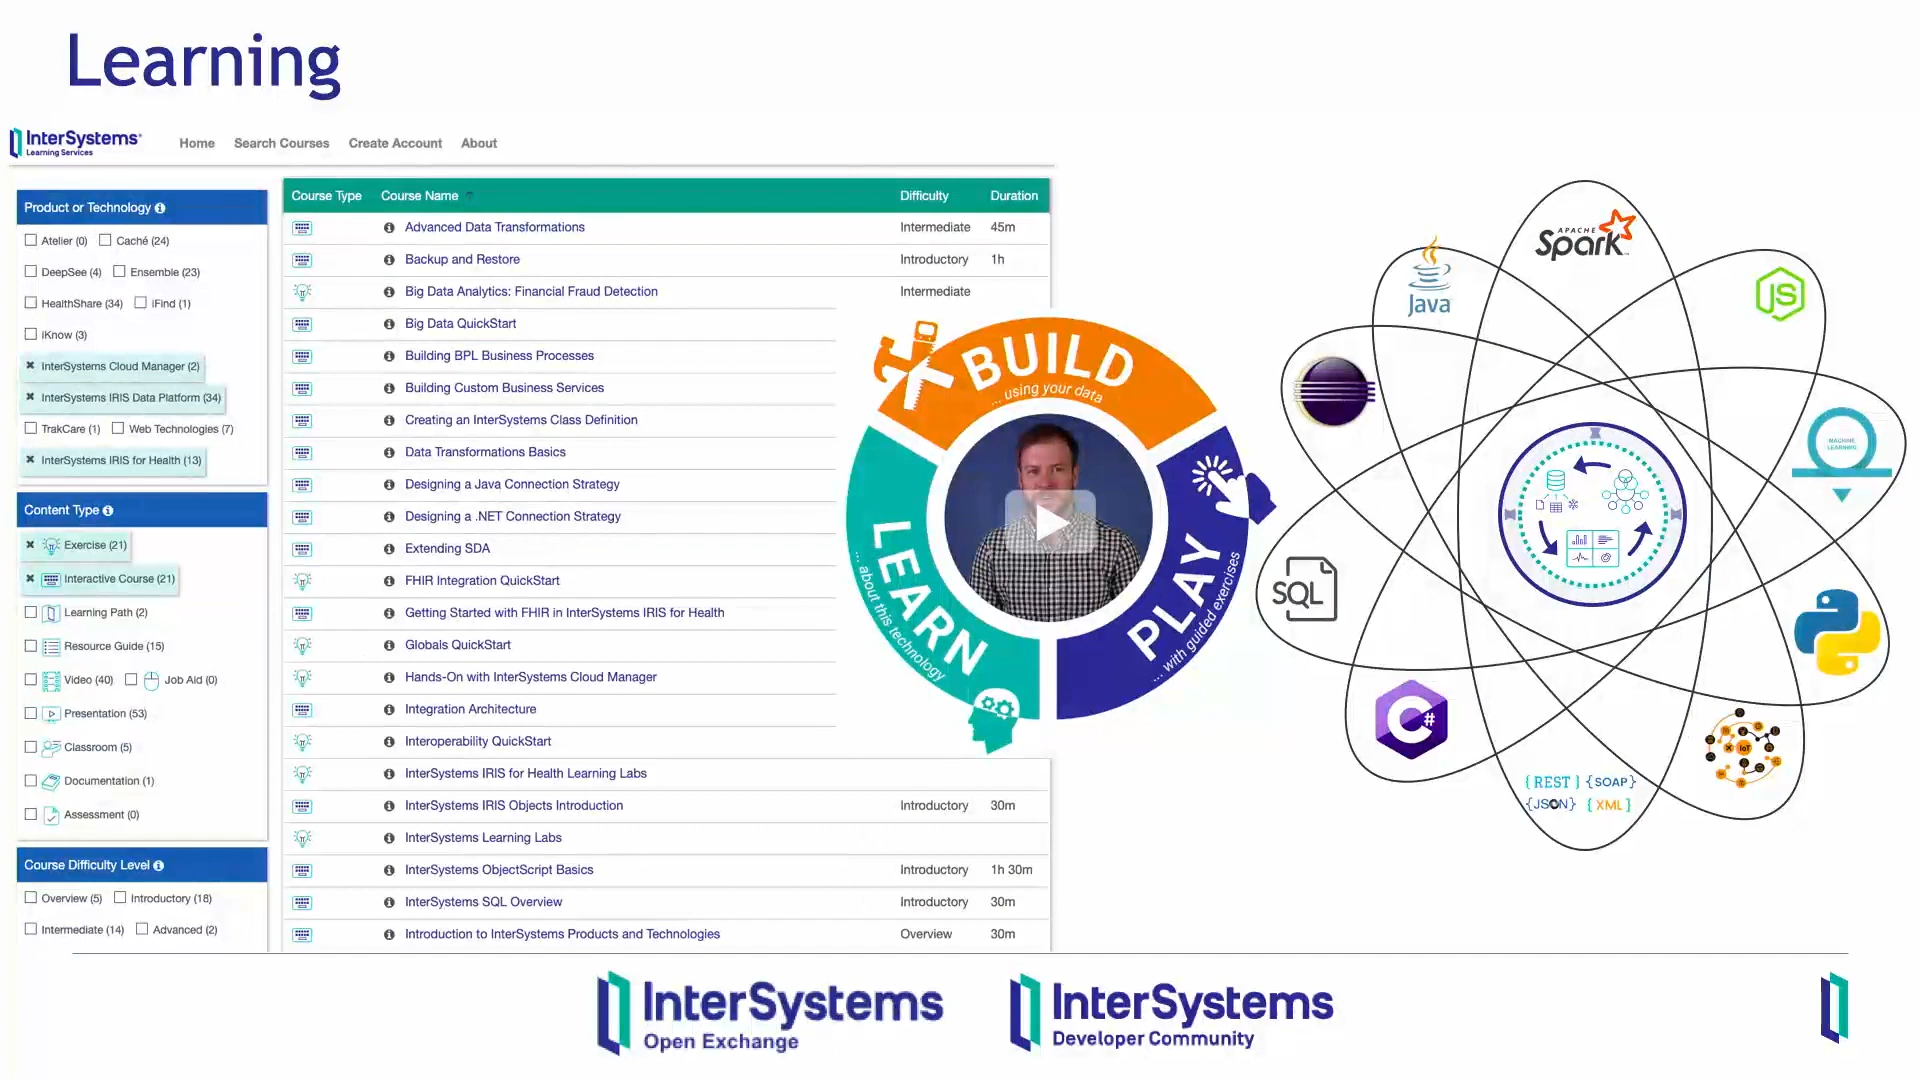 Learning
InterSystems®
Learning Services
Home Search Courses Create Account About
Product or Technology
Atelier (0) Caché (24)
DeepSee (4) Ensemble (23)
HealthShare (34) iFind (1)
iKnow (3)
InterSystems Cloud Manager (2)
InterSystems IRIS Data Platform (34)
TrakCare (1) Web Technologies (7)
InterSystems IRIS for Health (13)
Content Type
Exercise (21)
Interactive Course (21)
Learning Path (2)
Resource Guide (15)
Video (40) Job Aid (0)
Presentation (53)
Classroom (5)
Documentation (1)
Assessment (0)
Course Difficulty Level
Overview (5) Introductory (18)
Intermediate (14) Advanced (2)
Course Type Course Name Difficulty Duration
Advanced Data Transformations Intermediate 45m
Backup and Restore Introductory 1h
Big Data Analytics: Financial Fraud Detection Intermediate
Big Data QuickStart
Building BPL Business Processes
Building Custom Business Services
Creating an InterSystems Class Definition
Data Transformations Basics
Designing a Java Connection Strategy
Designing a .NET Connection Strategy
Extending SDA
FHIR Integration QuickStart
Getting Started with FHIR in InterSystems IRIS for Health
Globals QuickStart
Hands-On with InterSystems Cloud Manager
Integration Architecture
Interoperability QuickStart
InterSystems IRIS for Health Learning Labs
InterSystems IRIS Objects Introduction Introductory 30m
InterSystems Learning Labs
InterSystems ObjectScript Basics Introductory 1h 30m
InterSystems SQL Overview Introductory 30m
Introduction to InterSystems Products and Technologies Overview 30m
BUILD
... using your data
LEARN
... about this technology
PLAY
... with guided exercises
APACHE
Spark™
Java
JS
MACHINE
LEARNING
SQL
C#
IoT
{ REST } {SOAP}
{JSON} { XML }
InterSystems
Open Exchange
InterSystems
Developer Community